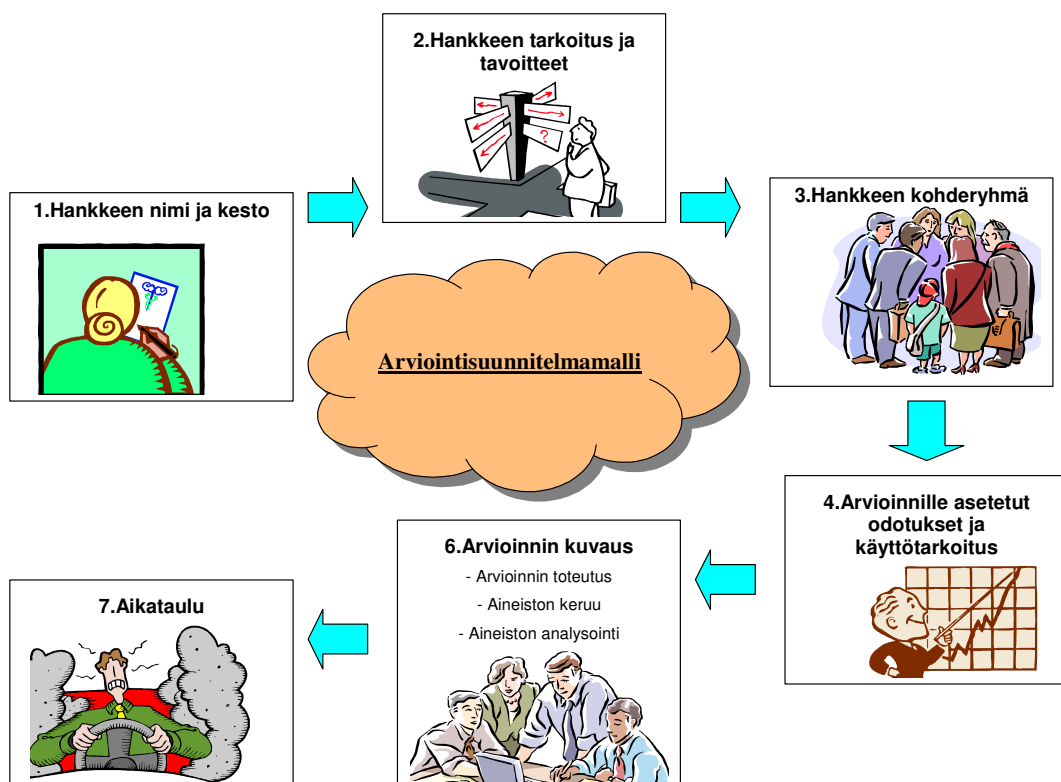 1.Hankkeen nimi ja kesto
2.Hankkeen tarkoitus ja
tavoitteet
?
3.Hankkeen kohderyhmä
Arviointisuunnitelmamalli
4.Arvioinnille asetetut
odotukset ja
käyttötarkoitus
6.Arvioinnin kuvaus
- Arvioinnin toteutus
- Aineiston keruu
- Aineiston analysointi
7.Aikataulu